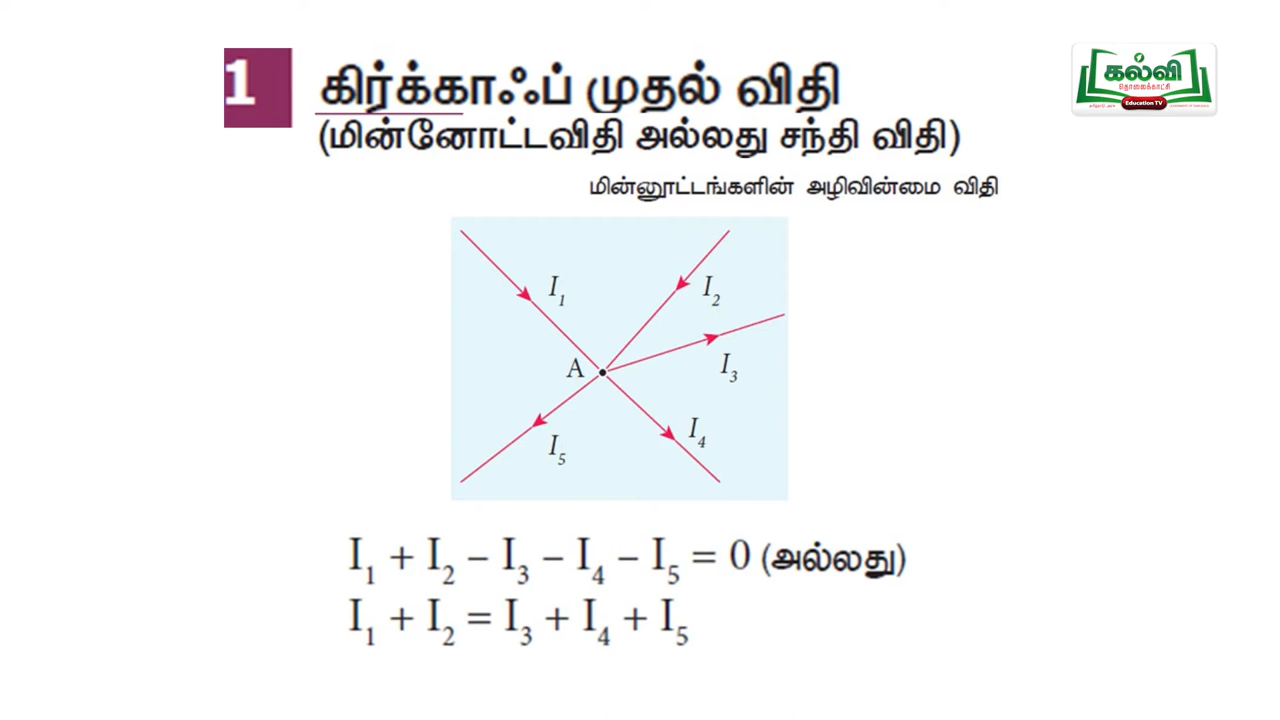 1
கிர்க்காஃப் முதல் விதி
(மின்னோட்டவிதி அல்லது சந்தி விதி)
மின்னூட்டங்களின் அழிவின்மை விதி
கல்வி
தொலைக்காட்சி
Education TV
I₁
I₂
A
I₃
I₄
I₅
I₁ + I₂ – I₃ – I₄ – I₅ = 0 (அல்லது)
I₁ + I₂ = I₃ + I₄ + I₅